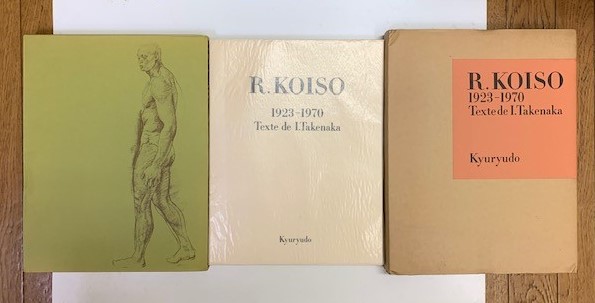 R. KOISO
1923-1970
Texte de I.Takenaka
Kyuryudo
R. KOISO
1923-1970
Texte de I.Takenaka
Kyuryudo